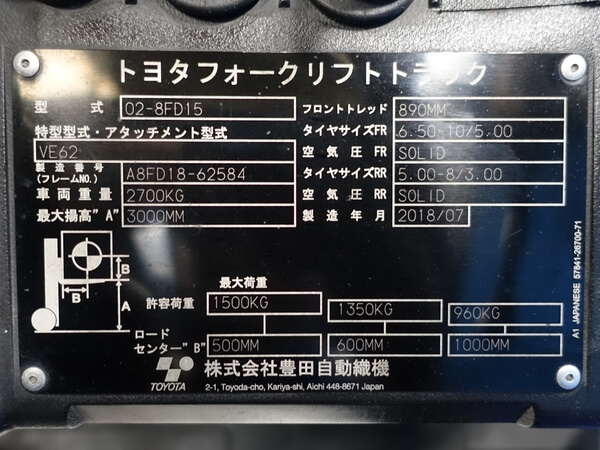 トヨタフォークリフトトラック
型式 02-8FD15 フロントトレッド 890MM
特型型式・アタッチメント型式 タイヤサイズFR 6.50-10/5.00
VE62 空気圧 FR SOLID
製造番号 (フレームNO.) A8FD18-62584 タイヤサイズRR 5.00-8/3.00
車両重量 2700KG 空気圧 RR SOLID
最大揚高"A" 3000MM 製造年月 2018/07
B
B
A
最大荷重
許容荷重 1500KG 1350KG 960KG
ロード
センター"B" 500MM 600MM 1000MM
TOYOTA 株式会社豊田自動織機
2-1, Toyoda-cho, Kariya-shi, Aichi 448-8671 Japan
A1 JAPANESE 57841-26700-71